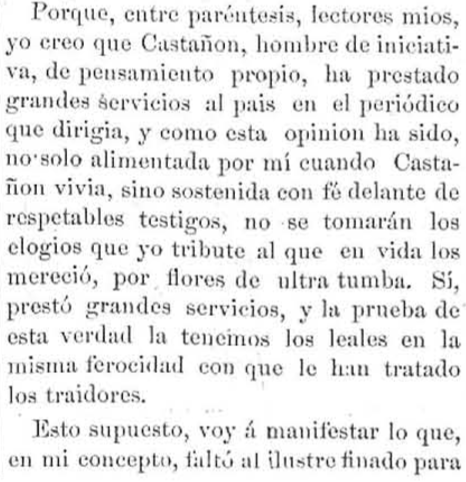 Porque, entre paréntesis, lectores mios,
yo creo que Castañon, hombre de iniciati-
va, de pensamiento propio, ha prestado
grandes servicios al pais en el periódico
que dirigia, y como esta opinion ha sido,
no solo alimentada por mí cuando Casta-
ñon vivia, sino sostenida con fé delante de
respetables testigos, no se tomarán los
elogios que yo tribute al que en vida los
mereció, por flores de ultra tumba. Sí,
prestó grandes servicios, y la prueba de
esta verdad la tenemos los leales en la
misma ferocidad con que le han tratado
los traidores.
Esto supuesto, voy á manifestar lo que,
en mi concepto, faltó al ilustre finado para